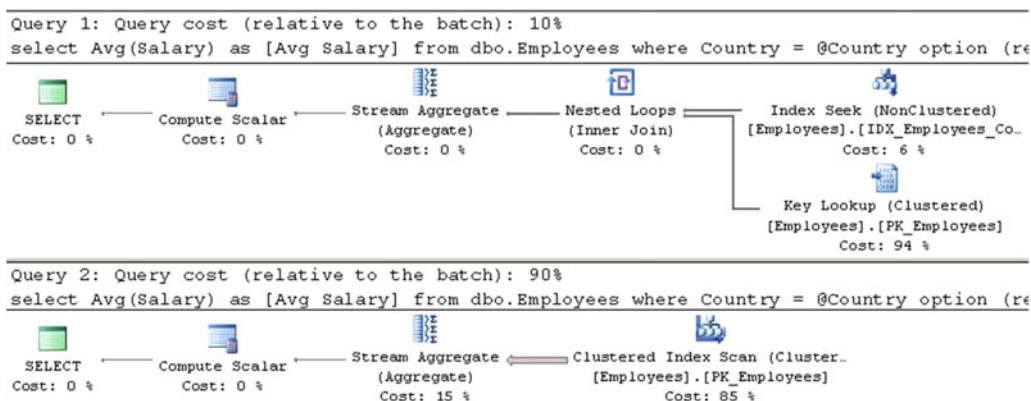 Query 1: Query cost (relative to the batch): 10%
select Avg(Salary) as [Avg Salary] from dbo.Employees where Country = @Country option (re
SELECT
Cost: 0 %
Compute Scalar
Cost: 0 %
Stream Aggregate
(Aggregate)
Cost: 0 %
Nested Loops
(Inner Join)
Cost: 0 %
Index Seek (NonClustered)
[Employees].[IDX_Employees_Co…
Cost: 6 %
Key Lookup (Clustered)
[Employees].[PK_Employees]
Cost: 94 %
Query 2: Query cost (relative to the batch): 90%
select Avg(Salary) as [Avg Salary] from dbo.Employees where Country = @Country option (re
SELECT
Cost: 0 %
Compute Scalar
Cost: 0 %
Stream Aggregate
(Aggregate)
Cost: 15 %
Clustered Index Scan (Cluster…
[Employees].[PK_Employees]
Cost: 85 %